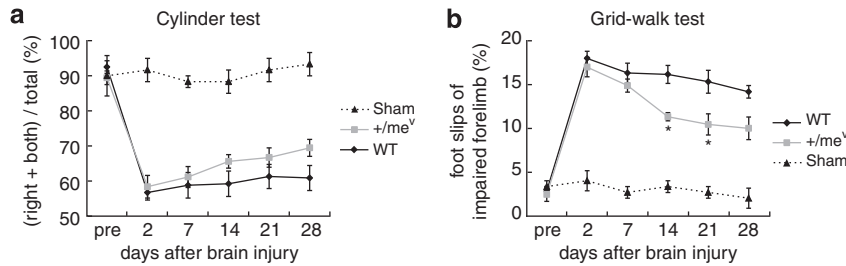 a
Cylinder test
(right + both) / total (%)
100
90
80
70
60
50
pre 2 7 14 21 28
days after brain injury
Sham
+/meᵛ
WT
b
Grid-walk test
foot slips of
impaired forelimb (%)
20
15
10
5
0
pre 2 7 14 21 28
days after brain injury
* *
WT
+/meᵛ
Sham